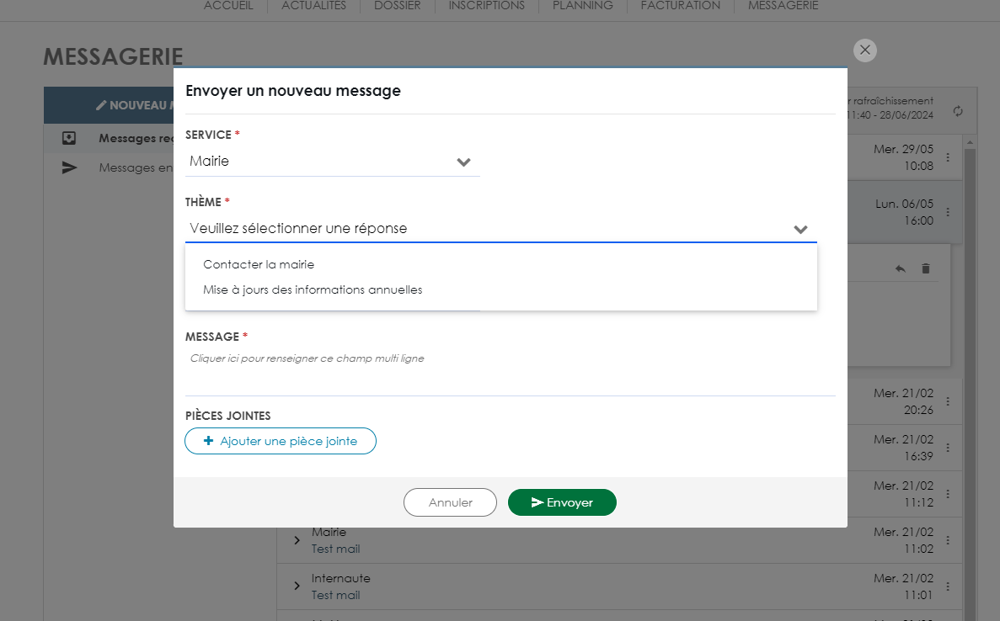 ACCUEIL ACTUALITÉS DOSSIER INSCRIPTIONS PLANNING FACTURATION MESSAGERIE
MESSAGERIE
NOUVEAU
Envoyer un nouveau message
rafraîchissement
11:40 - 28/06/2024
Messages
Messages
SERVICE *
Mairie
THÈME *
Veuillez sélectionner une réponse
Contacter la mairie
Mise à jours des informations annuelles
MESSAGE *
Cliquer ici pour renseigner ce champ multi ligne
PIÈCES JOINTES
+ Ajouter une pièce jointe
Annuler
Envoyer
Mer. 29/05
10:08
Lun. 06/05
16:00
Mer. 21/02
20:26
Mer. 21/02
16:39
Mer. 21/02
11:12
Mairie
Test mail
Mer. 21/02
11:02
Internaute
Test mail
Mer. 21/02
11:01